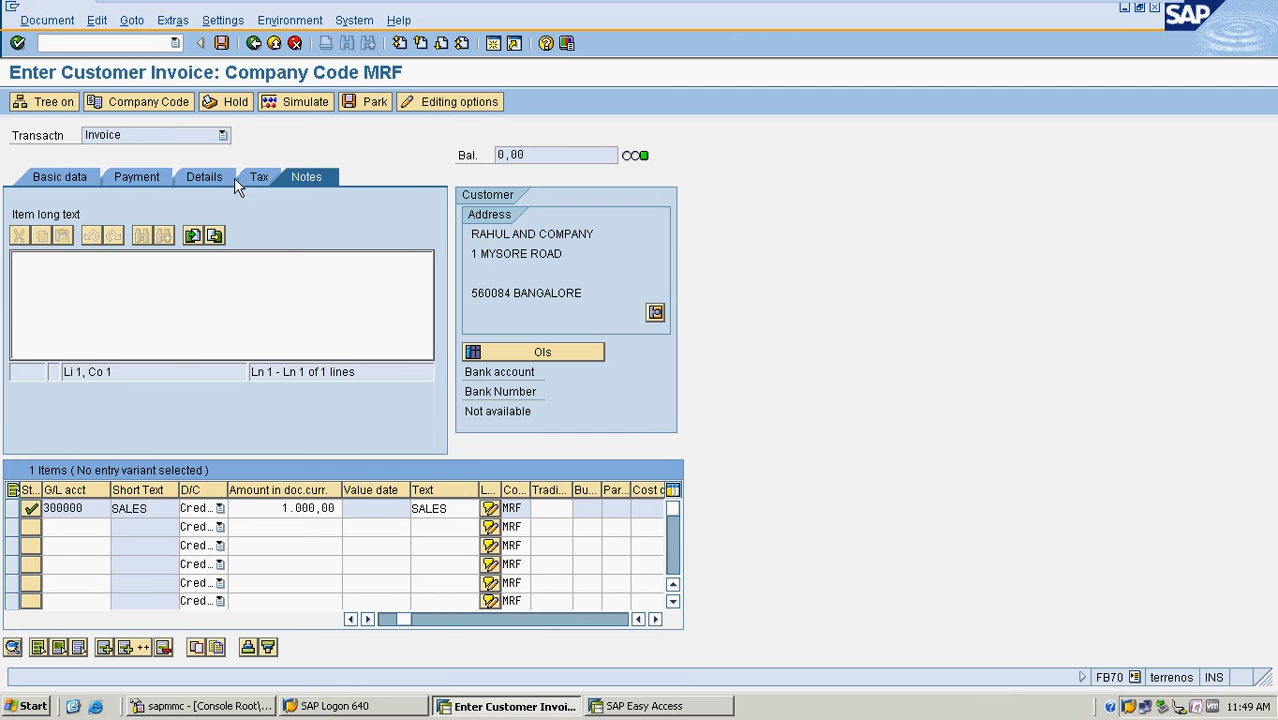 Document Edit Goto Extras Settings Environment System Help
SAP
Enter Customer Invoice: Company Code MRF
Tree on Company Code Hold Simulate Park Editing options
Transactn Invoice
Bal. 0,00
Basic data Payment Details Tax Notes
Customer
Item long text
Address
RAHUL AND COMPANY
1 MYSORE ROAD
560084 BANGALORE
OIs
Li 1, Co 1 Ln 1 - Ln 1 of 1 lines
Bank account
Bank Number
Not available
1 Items ( No entry variant selected )
St... G/L acct Short Text D/C Amount in doc.curr. Value date Text L... Co... Tradi... Bu... Par... Cost c
300000 SALES Cred... 1.000,00 SALES MRF
Cred... MRF
Cred... MRF
Cred... MRF
Cred... MRF
Cred... MRF
FB70 terrenos INS
Start sapmmc - [Console Root\... SAP Logon 640 Enter Customer Invoi... SAP Easy Access 11:49 AM